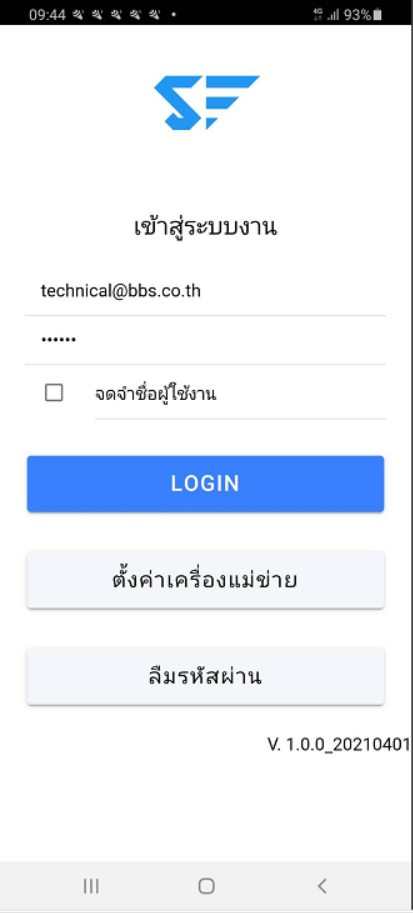 09:44
4G 93%
SF
เข้าสู่ระบบงาน
technical@bbs.co.th
••••••
จดจำชื่อผู้ใช้งาน
LOGIN
ตั้งค่าเครื่องแม่ข่าย
ลืมรหัสผ่าน
V. 1.0.0_20210401